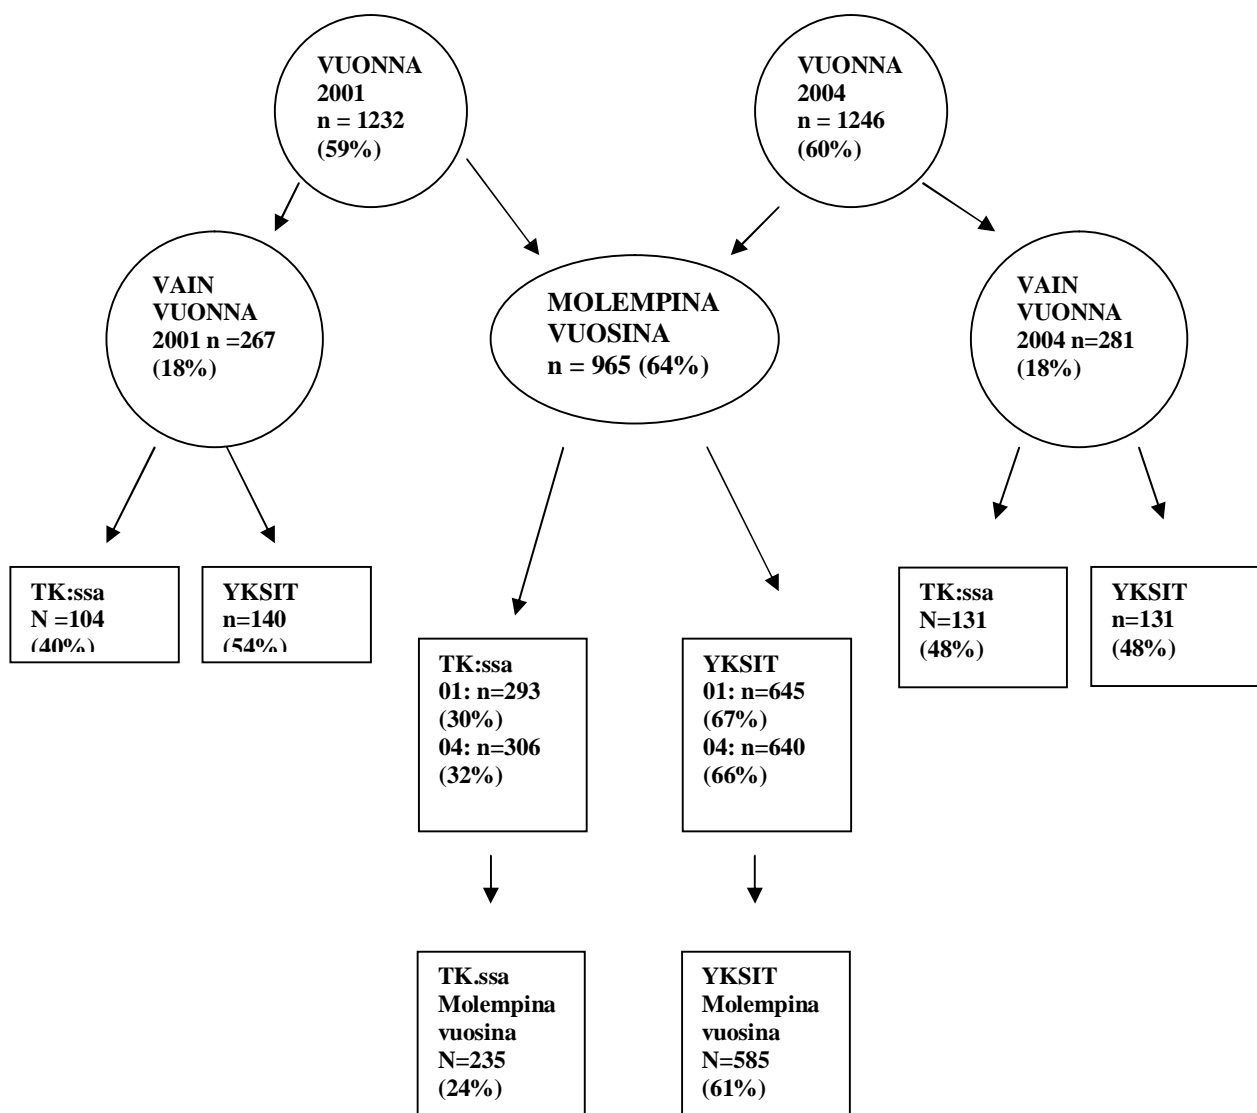 VUONNA
2001
n = 1232
(59%)
VUONNA
2004
n = 1246
(60%)
VAIN
VUONNA
2001 n =267
(18%)
MOLEMPINA
VUOSINA
n = 965 (64%)
VAIN
VUONNA
2004 n=281
(18%)
TK:ssa
N =104
(40%)
YKSIT
n=140
(54%)
TK:ssa
01: n=293
(30%)
04: n=306
(32%)
YKSIT
01: n=645
(67%)
04: n=640
(66%)
TK:ssa
N=131
(48%)
YKSIT
n=131
(48%)
TK.ssa
Molempina
vuosina
N=235
(24%)
YKSIT
Molempina
vuosina
N=585
(61%)